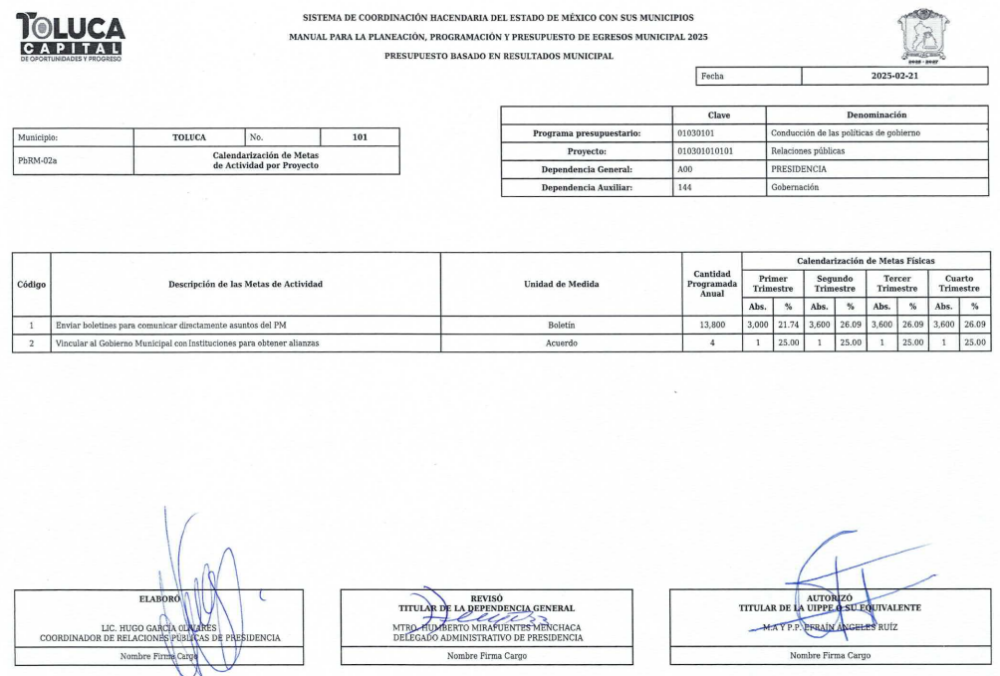 TOLUCA
CAPITAL
DE OPORTUNIDADES Y PROGRESO
SISTEMA DE COORDINACIÓN HACENDARIA DEL ESTADO DE MÉXICO CON SUS MUNICIPIOS
MANUAL PARA LA PLANEACIÓN, PROGRAMACIÓN Y PRESUPUESTO DE EGRESOS MUNICIPAL 2025
PRESUPUESTO BASADO EN RESULTADOS MUNICIPAL
2025 - 2027
Fecha 2025-02-21
Municipio: TOLUCA No. 101
PbRM-02a Calendarización de Metas
de Actividad por Proyecto
Clave Denominación
Programa presupuestario: 01030101 Conducción de las políticas de gobierno
Proyecto: 010301010101 Relaciones públicas
Dependencia General: A00 PRESIDENCIA
Dependencia Auxiliar: 144 Gobernación
Código Descripción de las Metas de Actividad Unidad de Medida Cantidad Programada Anual Calendarización de Metas Físicas
Primer Trimestre Segundo Trimestre Tercer Trimestre Cuarto Trimestre
Abs. % Abs. % Abs. % Abs. %
1 Enviar boletines para comunicar directamente asuntos del PM Boletín 13,800 3,000 21.74 3,600 26.09 3,600 26.09 3,600 26.09
2 Vincular al Gobierno Municipal con Instituciones para obtener alianzas Acuerdo 4 1 25.00 1 25.00 1 25.00 1 25.00
ELABORÓ
LIC. HUGO GARCÍA OLIVARES
COORDINADOR DE RELACIONES PÚBLICAS DE PRESIDENCIA
Nombre Firma Cargo
REVISÓ
TITULAR DE LA DEPENDENCIA GENERAL
MTRO. HUMBERTO MIRAFUENTES MENCHACA
DELEGADO ADMINISTRATIVO DE PRESIDENCIA
Nombre Firma Cargo
AUTORIZÓ
TITULAR DE LA UIPPE O SU EQUIVALENTE
M.A Y P.P. EFRAÍN ÁNGELES RUÍZ
Nombre Firma Cargo